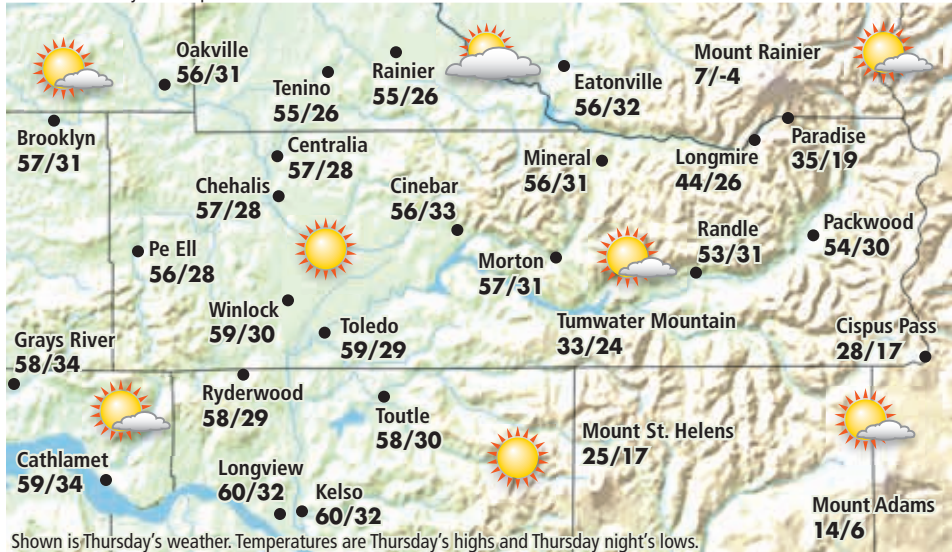 Oakville
56/31
Tenino
55/26
Rainier
55/26
Eatonville
56/32
Mount Rainier
7/-4
Brooklyn
57/31
Centralia
57/28
Chehalis
57/28
Cinebar
56/33
Mineral
56/31
Longmire
44/26
Paradise
35/19
Pe Ell
56/28
Morton
57/31
Randle
53/31
Packwood
54/30
Winlock
59/30
Toledo
59/29
Tumwater Mountain
33/24
Cispus Pass
28/17
Grays River
58/34
Ryderwood
58/29
Toutle
58/30
Mount St. Helens
25/17
Cathlamet
59/34
Longview
60/32
Kelso
60/32
Mount Adams
14/6
Shown is Thursday's weather. Temperatures are Thursday's highs and Thursday night's lows.